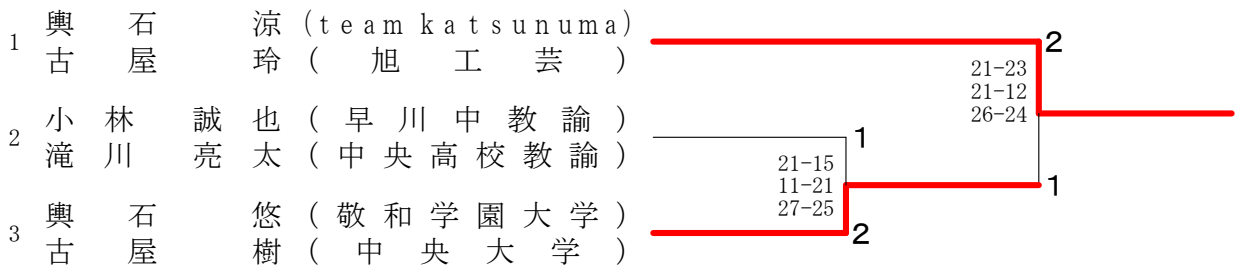 1
輿石 涼 (team katsunuma)
古屋 玲 (旭工芸)
2
小林 誠也 (早川中教諭)
滝川 亮太 (中央高校教諭)
3
輿石 悠 (敬和学園大学)
古屋 樹 (中央大学)
2
21-23
21-12
26-24
1
1
21-15
11-21
27-25
2